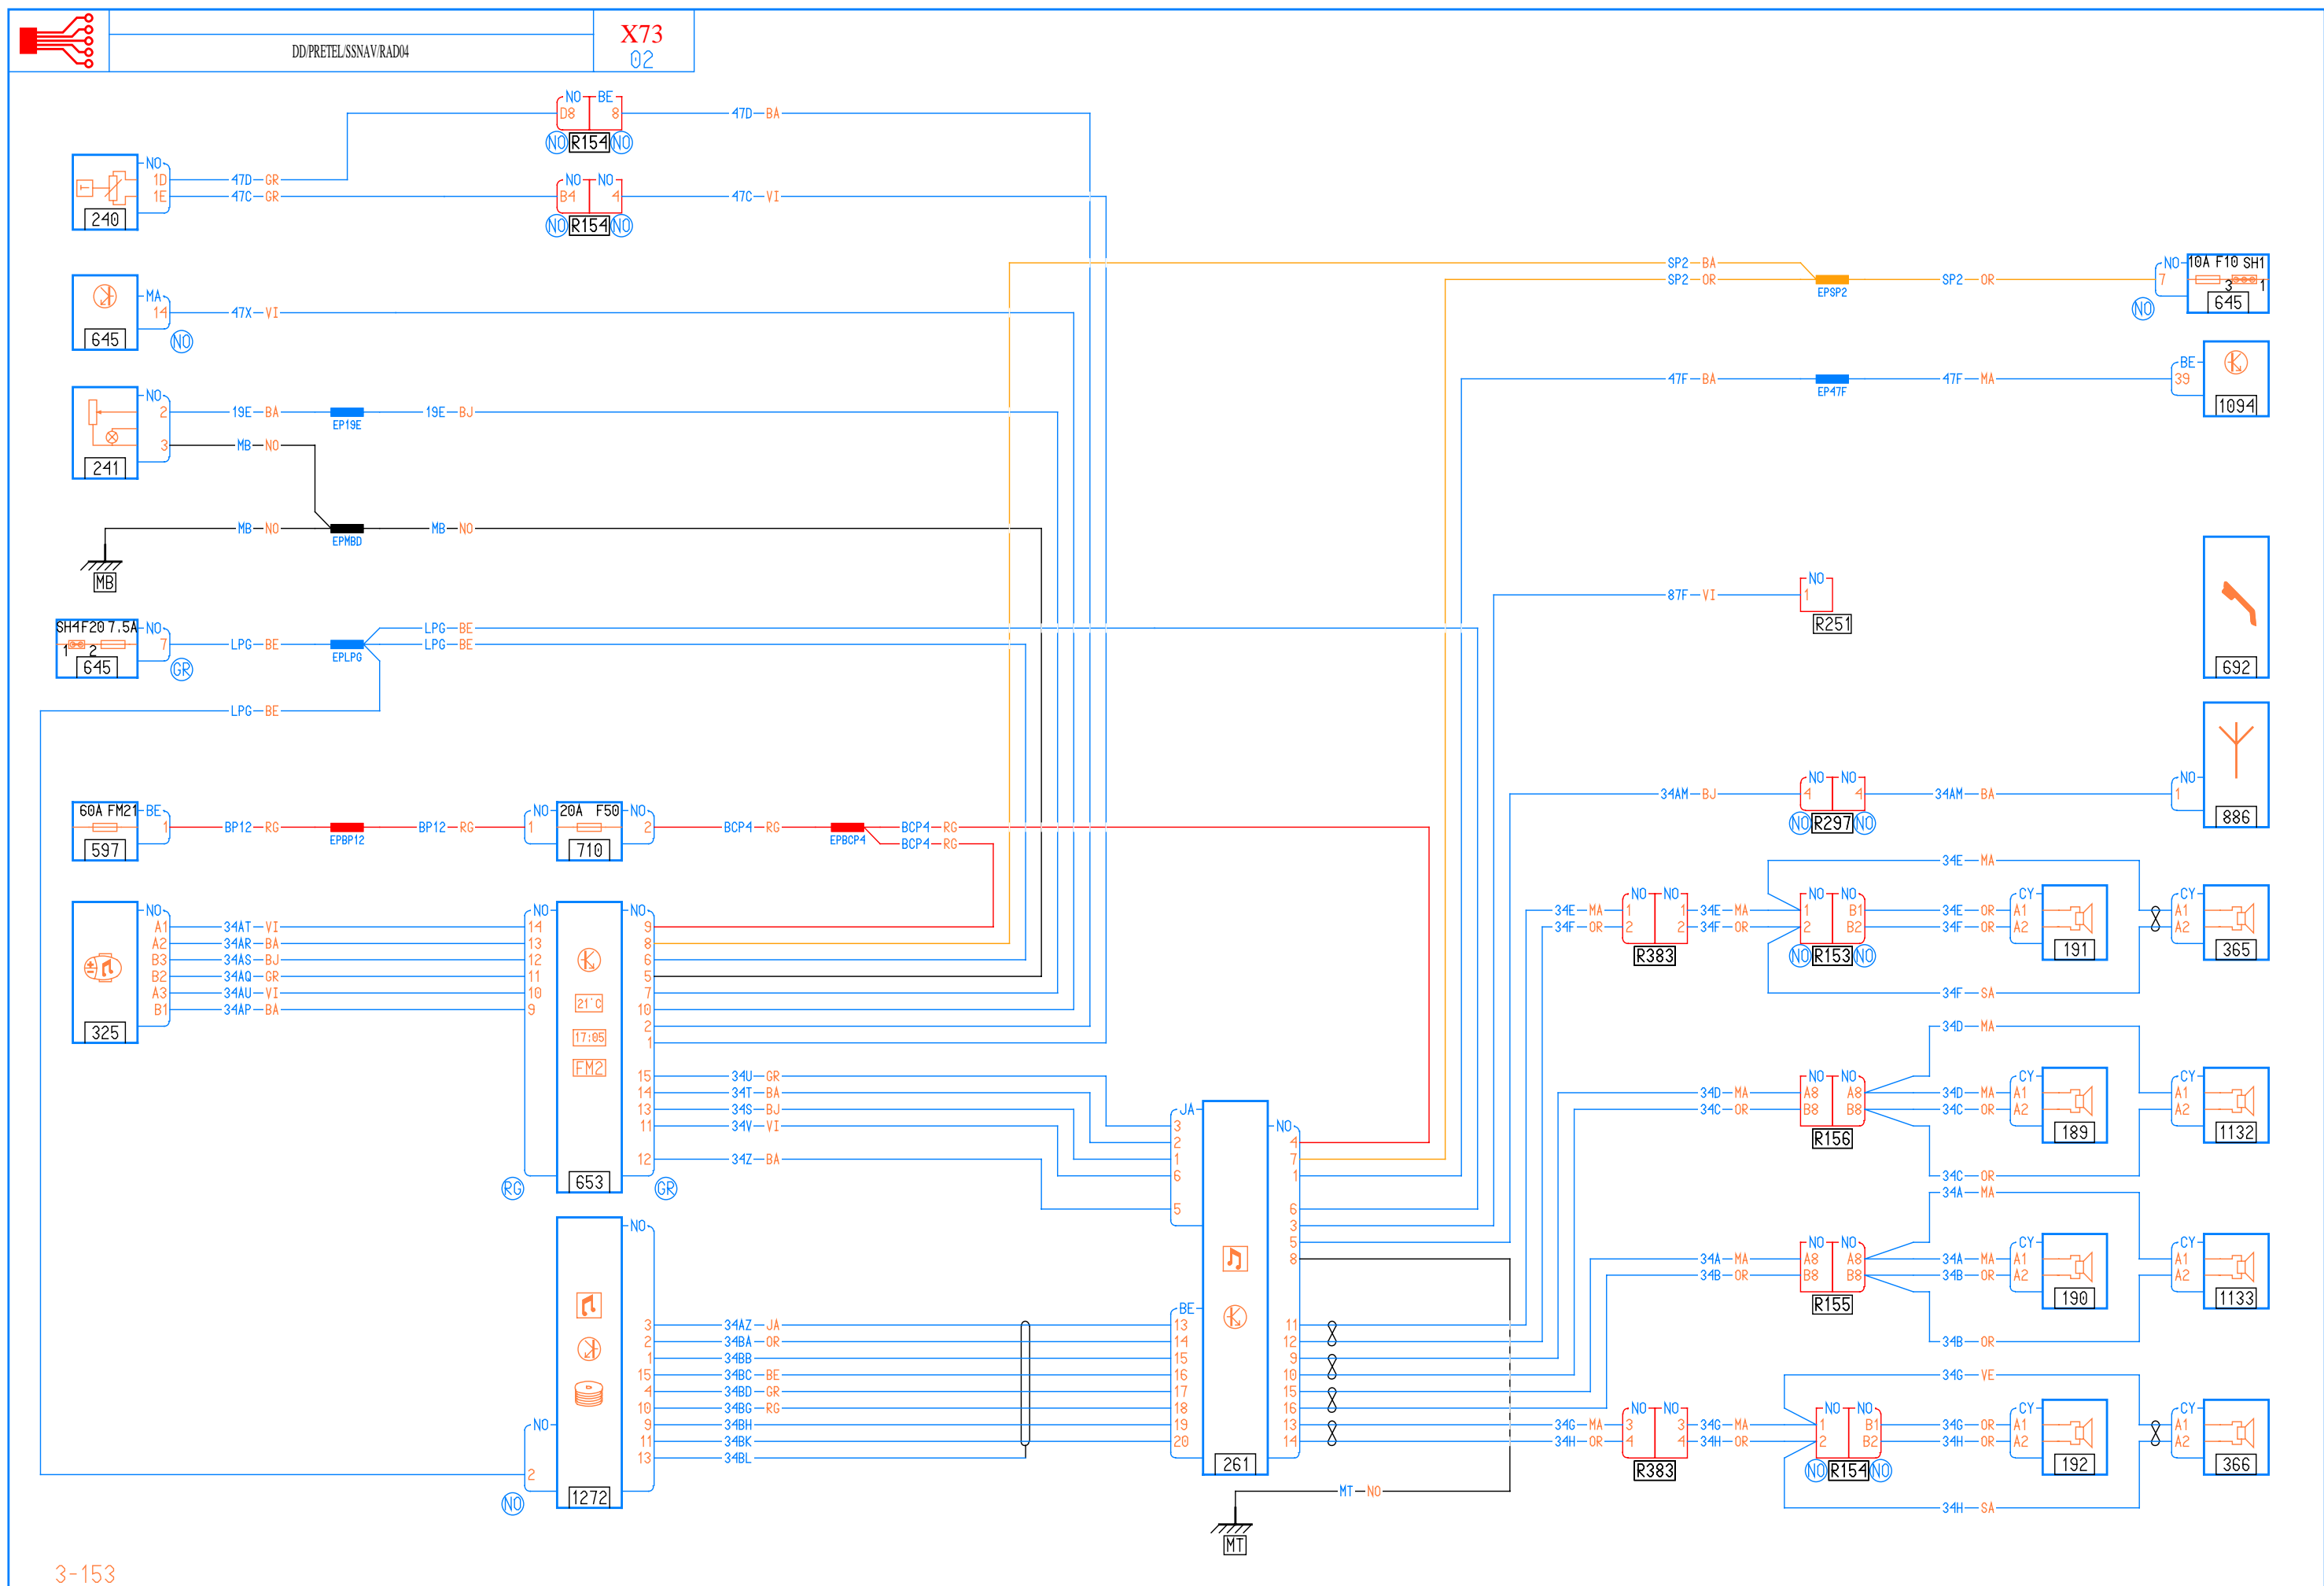 DD/PRETEL/SSNAV/RAD04
X73
02
NO BE
D8 8
NO R154 NO
47D BA
NO
1D 47D GR
1E 47C GR
240
NO NO
B4 4
NO R154 NO
47C VI
SP2 BA
SP2 OR
EPSP2
SP2 OR
NO
7
10A F10 SH1
3 1
645
NO
MA
14 47X VI
645
NO
47F BA
EP47F
47F MA
BE
39
1094
NO
2 19E BA
EP19E
19E BJ
3 MB NO
241
MB NO
EPMBD
MB NO
MB
87F VI
NO
1
R251
692
SH4 F20 7.5A
1 2
645
NO
7
GR
LPG BE
EPLPG
LPG BE
LPG BE
LPG BE
34AM BJ
NO NO
4 4
NO R297 NO
34AM BA
NO
1
886
60A FM21
597
BE
1
BP12 RG
EPBP12
BP12 RG
NO
1
20A F50
710
NO
2
BCP4 RG
EPBCP4
BCP4 RG
BCP4 RG
NO
A1 34AT VI 14
A2 34AR BA 13
B3 34AS BJ 12
B2 34AQ GR 11
A3 34AU VI 10
B1 34AP BA 9
325
NO
RG
21°C
17:05
FM2
653
NO
9
8
6
5
7
10
2
1
15 34U GR
14 34T BA
13 34S BJ
11 34V VI
12 34Z BA
GR
JA
3
2
1
6
5
NO
4
7
1
6
3
5
8
34E MA
34E MA 1
34F OR 2
NO NO
1
2
R383
34E MA
34F OR
NO NO
1 B1
2 B2
NO R153 NO
34E OR
34F OR
CY
A1
A2
191
CY
A1
A2
365
34F SA
34D MA
34D MA
34C OR
NO NO
A8 A8
B8 B8
R156
34D MA
34C OR
CY
A1
A2
189
CY
A1
A2
1132
34C OR
34A MA
34A MA
34B OR
NO NO
A8 A8
B8 B8
R155
34A MA
34B OR
CY
A1
A2
190
CY
A1
A2
1133
34B OR
NO
3 34AZ JA 13
2 34BA OR 14
1 34BB 15
15 34BC BE 16
4 34BD GR 17
10 34BG RG 18
9 34BH 19
11 34BK 20
13 34BL
NO
2
NO
1272
BE
261
11
12
9
10
15
16
13
14
34G VE
34G MA
34H OR
NO NO
3 3
4 4
R383
34G MA
34H OR
NO NO
1 B1
2 B2
NO R154 NO
34G OR
34H OR
CY
A1
A2
192
CY
A1
A2
366
34H SA
MT NO
MT
3-153